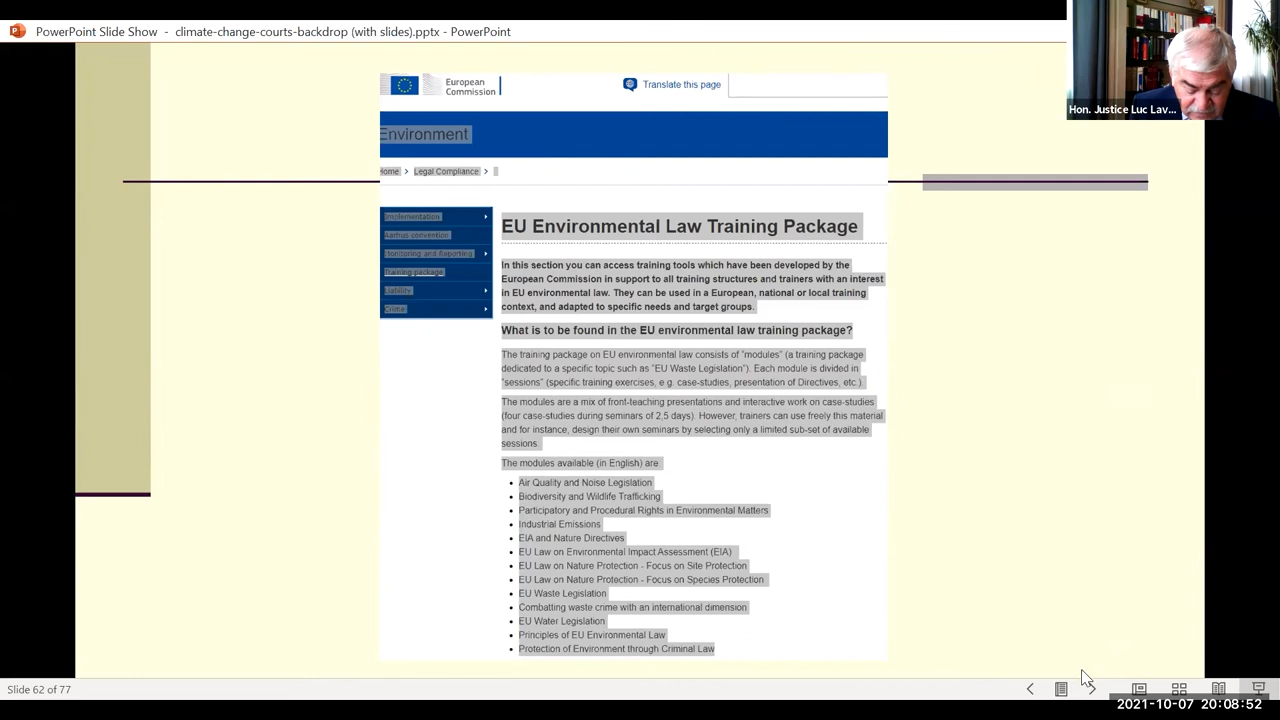 PowerPoint Slide Show - climate-change-courts-backdrop (with slides).pptx - PowerPoint
Hon. Justice Luc Lav...
European
Commission
Translate this page
Environment
Home > Legal Compliance >
Implementation
Aarhus convention
Monitoring and Reporting
Training package
Liability
Crime
EU Environmental Law Training Package
In this section you can access training tools which have been developed by the
European Commission in support to all training structures and trainers with an interest
in EU environmental law. They can be used in a European, national or local training
context, and adapted to specific needs and target groups.
What is to be found in the EU environmental law training package?
The training package on EU environmental law consists of "modules" (a training package
dedicated to a specific topic such as "EU Waste Legislation"). Each module is divided in
"sessions" (specific training exercises, e.g. case-studies, presentation of Directives, etc.).
The modules are a mix of front-teaching presentations and interactive work on case-studies
(four case-studies during seminars of 2,5 days). However, trainers can use freely this material
and for instance, design their own seminars by selecting only a limited sub-set of available
sessions.
The modules available (in English) are
• Air Quality and Noise Legislation
• Biodiversity and Wildlife Trafficking
• Participatory and Procedural Rights in Environmental Matters
• Industrial Emissions
• EIA and Nature Directives
• EU Law on Environmental Impact Assessment (EIA)
• EU Law on Nature Protection - Focus on Site Protection
• EU Law on Nature Protection - Focus on Species Protection
• EU Waste Legislation
• Combatting waste crime with an international dimension
• EU Water Legislation
• Principles of EU Environmental Law
• Protection of Environment through Criminal Law
Slide 62 of 77
2021-10-07 20:08:52